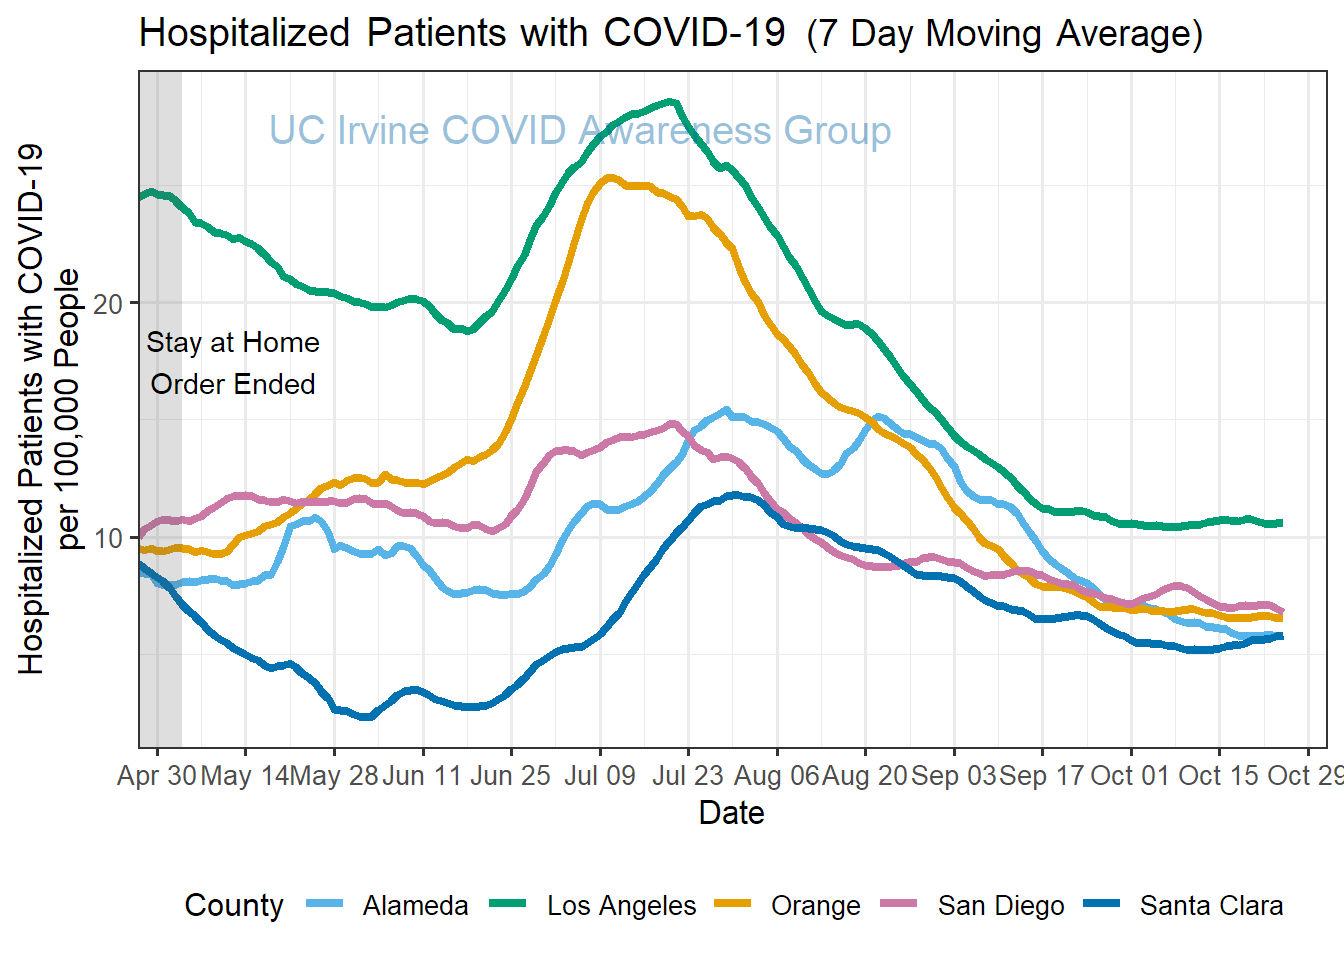 Hospitalized Patients with COVID-19 (7 Day Moving Average)
UC Irvine COVID Awareness Group
Hospitalized Patients with COVID-19
per 100,000 People
20
10
Stay at Home
Order Ended
Apr 30 May 14 May 28 Jun 11 Jun 25 Jul 09 Jul 23 Aug 06 Aug 20 Sep 03 Sep 17 Oct 01 Oct 15 Oct 29
Date
County Alameda Los Angeles Orange San Diego Santa Clara